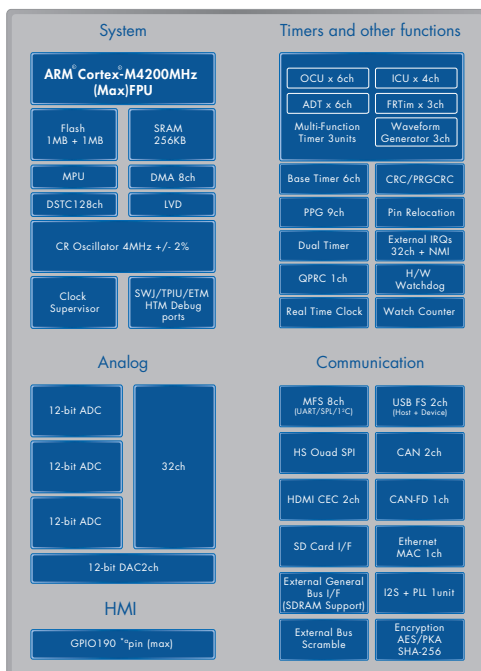 System
ARM® Cortex®-M4200MHz
(Max)FPU
Flash
1MB + 1MB
SRAM
256KB
MPU
DMA 8ch
DSTC128ch
LVD
CR Oscillator 4MHz +/- 2%
Clock
Supervisor
SWJ/TPIU/ETM
HTM Debug
ports
Timers and other functions
OCU x 6ch
ICU x 4ch
ADT x 6ch
FRTim x 3ch
Multi-Function
Timer 3units
Waveform
Generator 3ch
Base Timer 6ch
CRC/PRGCRC
PPG 9ch
Pin Relocation
Dual Timer
External IRQs
32ch + NMI
QPRC 1ch
H/W
Watchdog
Real Time Clock
Watch Counter
Analog
12-bit ADC
12-bit ADC
12-bit ADC
32ch
12-bit DAC2ch
HMI
GPIO190 *ªpin (max)
Communication
MFS 8ch
(UART/SPL/1²C)
USB FS 2ch
(Host + Device)
HS Ouad SPI
CAN 2ch
HDMI CEC 2ch
CAN-FD 1ch
SD Card I/F
Ethernet
MAC 1ch
External General
Bus I/F
(SDRAM Support)
I2S + PLL 1unit
External Bus
Scramble
Encryption
AES/PKA
SHA-256